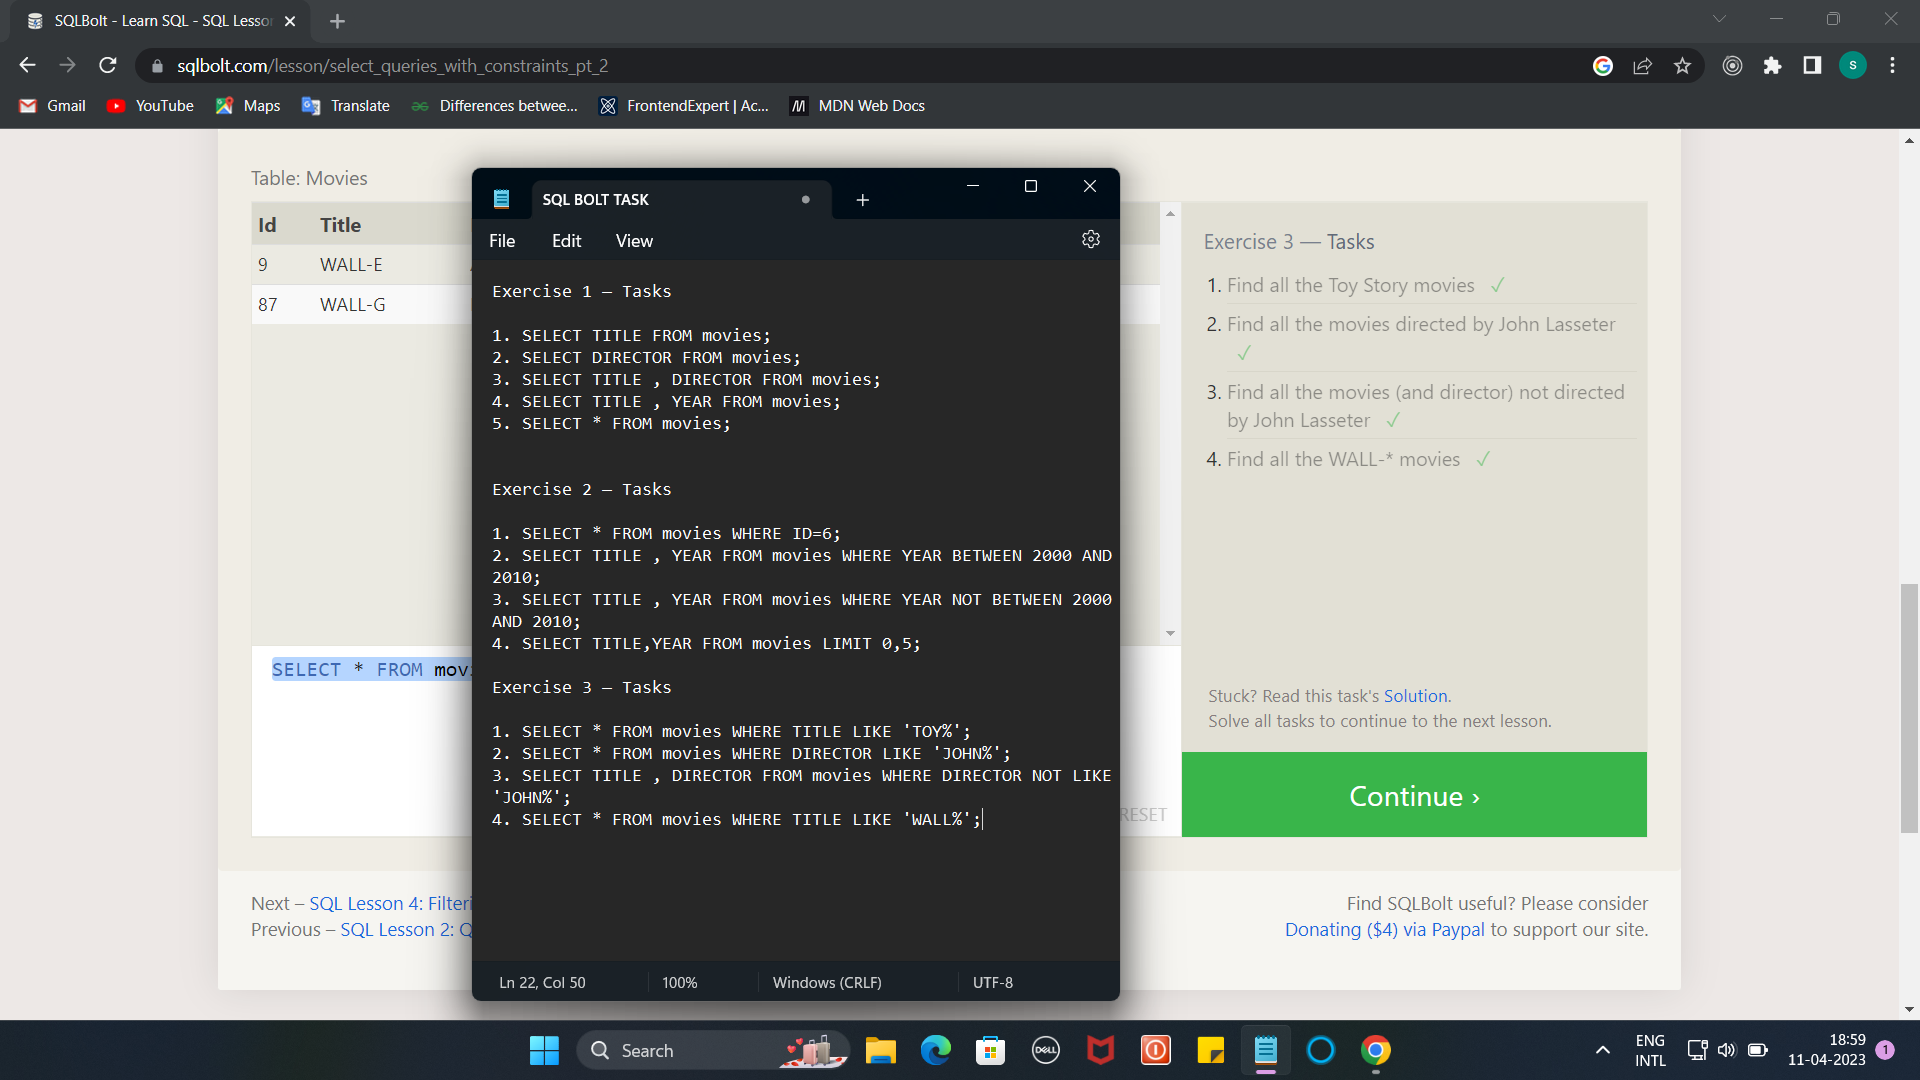 SQLBolt - Learn SQL - SQL Lesso
sqlbolt.com/lesson/select_queries_with_constraints_pt_2
S
Gmail
YouTube
Maps
Translate
Differences betwee...
FrontendExpert | Ac...
MDN Web Docs
Table: Movies
Id Title
9 WALL-E
87 WALL-G
SELECT * FROM mov
SQL BOLT TASK
File Edit View
Exercise 1 — Tasks
1. SELECT TITLE FROM movies;
2. SELECT DIRECTOR FROM movies;
3. SELECT TITLE , DIRECTOR FROM movies;
4. SELECT TITLE , YEAR FROM movies;
5. SELECT * FROM movies;
Exercise 2 — Tasks
1. SELECT * FROM movies WHERE ID=6;
2. SELECT TITLE , YEAR FROM movies WHERE YEAR BETWEEN 2000 AND
2010;
3. SELECT TITLE , YEAR FROM movies WHERE YEAR NOT BETWEEN 2000
AND 2010;
4. SELECT TITLE,YEAR FROM movies LIMIT 0,5;
Exercise 3 — Tasks
1. SELECT * FROM movies WHERE TITLE LIKE 'TOY%';
2. SELECT * FROM movies WHERE DIRECTOR LIKE 'JOHN%';
3. SELECT TITLE , DIRECTOR FROM movies WHERE DIRECTOR NOT LIKE
'JOHN%';
4. SELECT * FROM movies WHERE TITLE LIKE 'WALL%';
Ln 22, Col 50
100%
Windows (CRLF)
UTF-8
RESET
Exercise 3 — Tasks
1. Find all the Toy Story movies ✓
2. Find all the movies directed by John Lasseter
✓
3. Find all the movies (and director) not directed
by John Lasseter ✓
4. Find all the WALL-* movies ✓
Stuck? Read this task's Solution.
Solve all tasks to continue to the next lesson.
Continue ›
Next – SQL Lesson 4: Filteri
Previous – SQL Lesson 2: Q
Find SQLBolt useful? Please consider
Donating ($4) via Paypal to support our site.
Search
DELL
ENG
INTL
18:59
11-04-2023
1